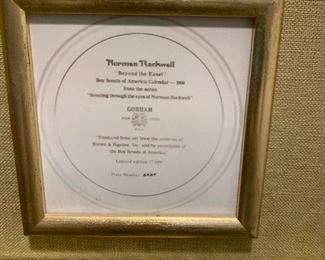 Norman Rockwell
"Beyond the Easel"
Boy Scouts of America Calendar —
from the series
"Scouting through the eyes of Norman Rockwell"
GORHAM
U.S.A.
"Produced from art from the archives of
Brown & Bigelow, Inc. and by permission of
the Boy Scouts of America"
Limited edition
Plate Number